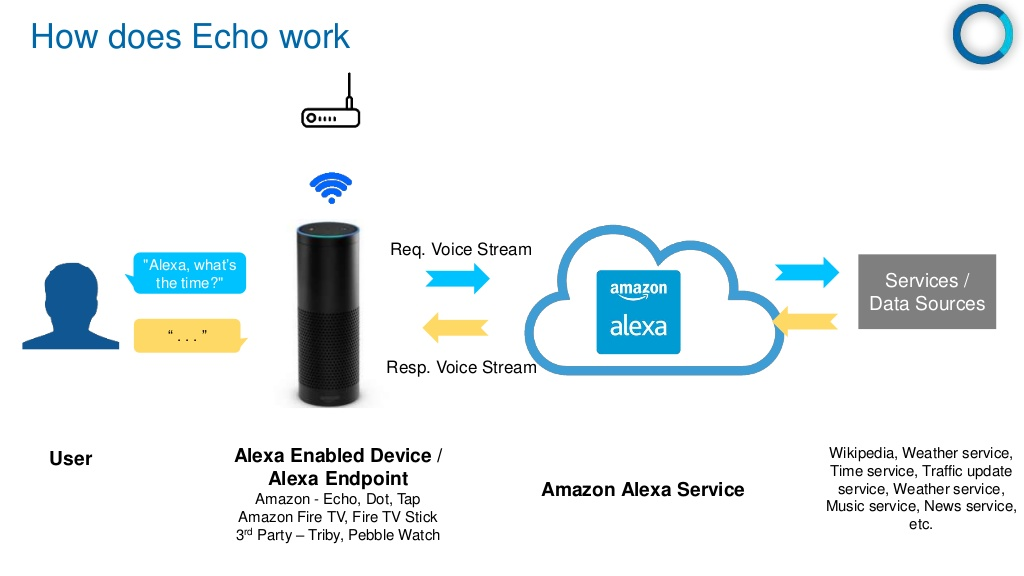 How does Echo work
"Alexa, what's
the time?"
“ . . . ”
Req. Voice Stream
Resp. Voice Stream
amazon
alexa
Services /
Data Sources
User
Alexa Enabled Device /
Alexa Endpoint
Amazon - Echo, Dot, Tap
Amazon Fire TV, Fire TV Stick
3rd Party – Triby, Pebble Watch
Amazon Alexa Service
Wikipedia, Weather service,
Time service, Traffic update
service, Weather service,
Music service, News service,
etc.